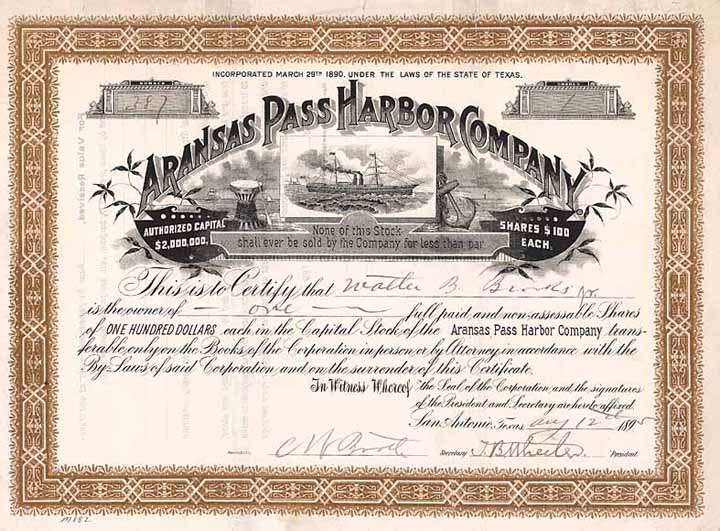 INCORPORATED MARCH 29TH 1890, UNDER THE LAWS OF THE STATE OF TEXAS.
387
1
ARANSAS PASS HARBOR COMPANY
AUTHORIZED CAPITAL
$2,000,000.
None of this Stock
shall ever be sold by the Company for less than par
SHARES $100
EACH.
This is to Certify that Walter B. Brooks Jr.
is the owner of one full paid and non-assessable Shares
of ONE HUNDRED DOLLARS each in the Capital Stock of the Aransas Pass Harbor Company trans-
ferable only on the Books of the Corporation in person or by Attorney in accordance with the
By Laws of said Corporation and on the surrender of this Certificate.
In Witness Whereof the Seal of the Corporation, and the signatures
of the President and Secretary are hereto affixed.
San Antonio, Texas, Aug 12th 1895
Secretary T.B. Wheeler President